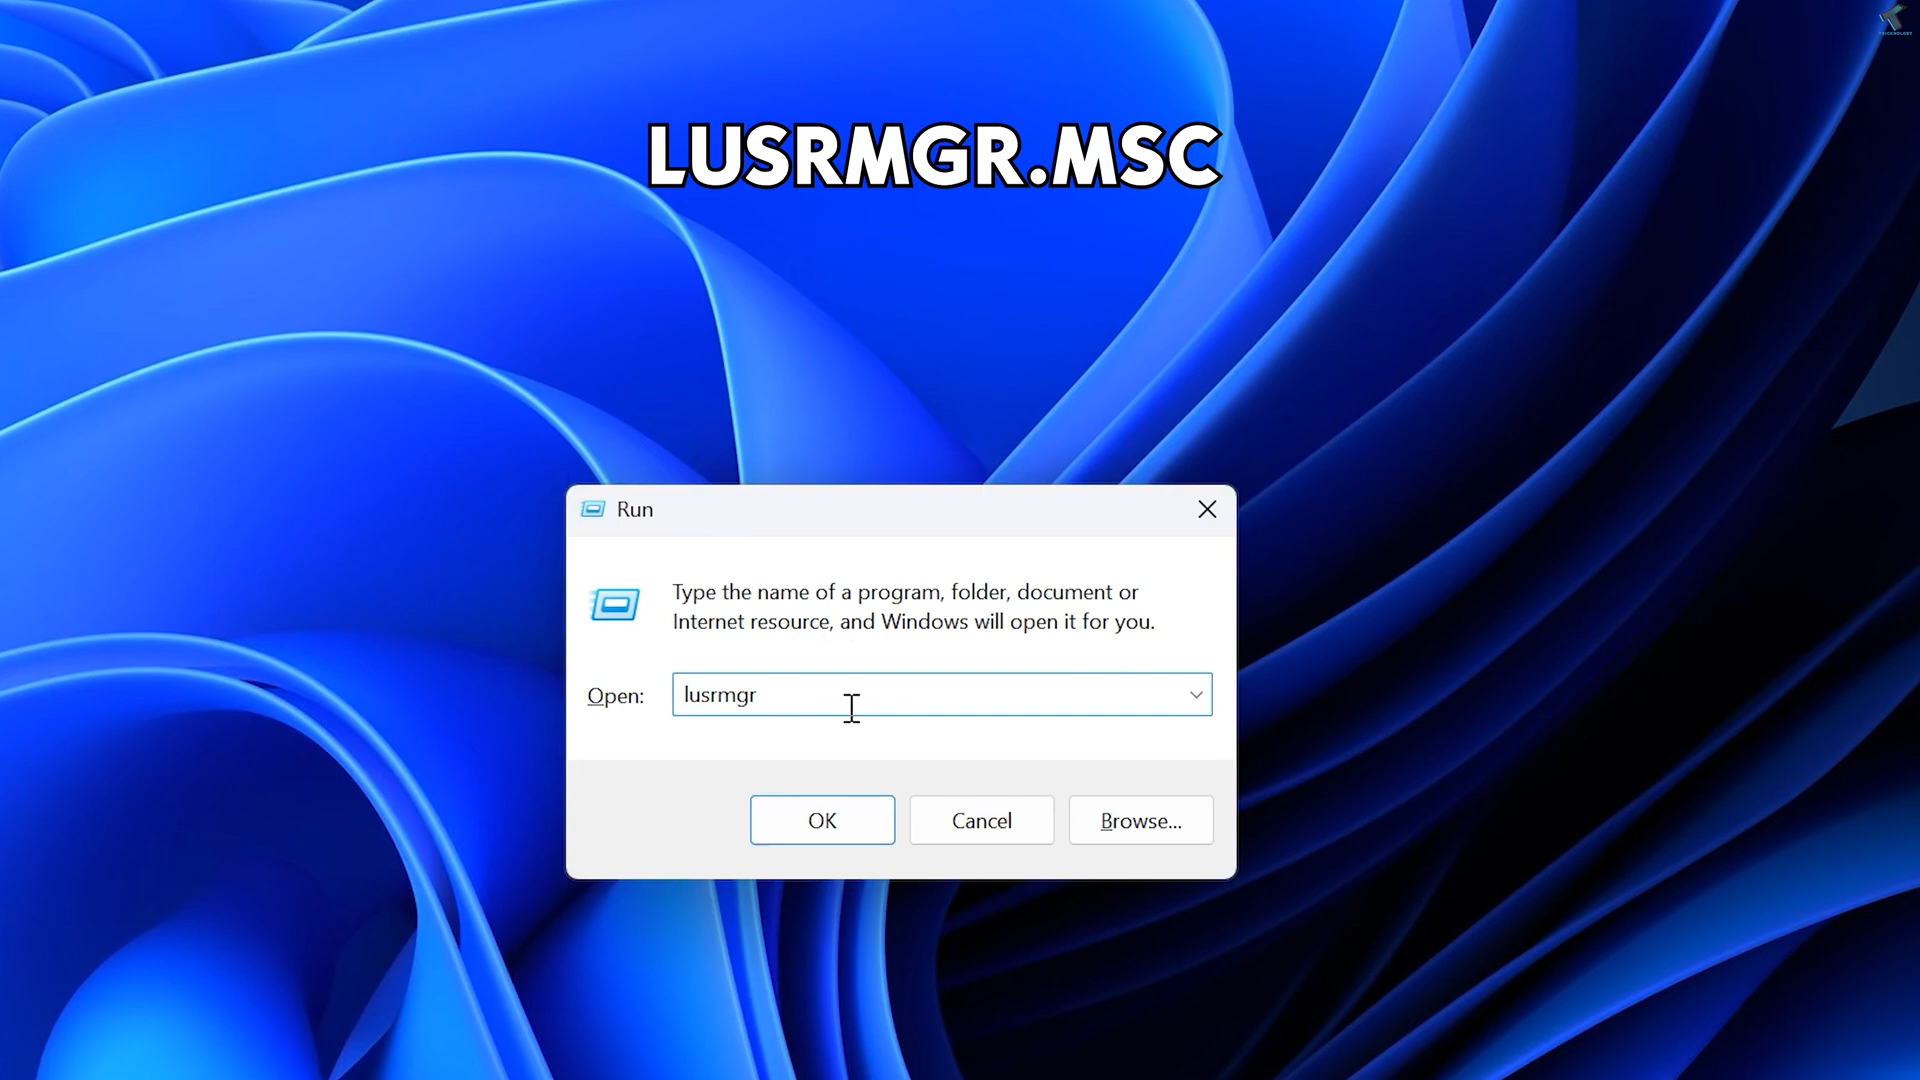 TRICKNOLOGY
LUSRMGR.MSC
Run
Type the name of a program, folder, document or
Internet resource, and Windows will open it for you.
Open: lusrmgr
OK Cancel Browse...